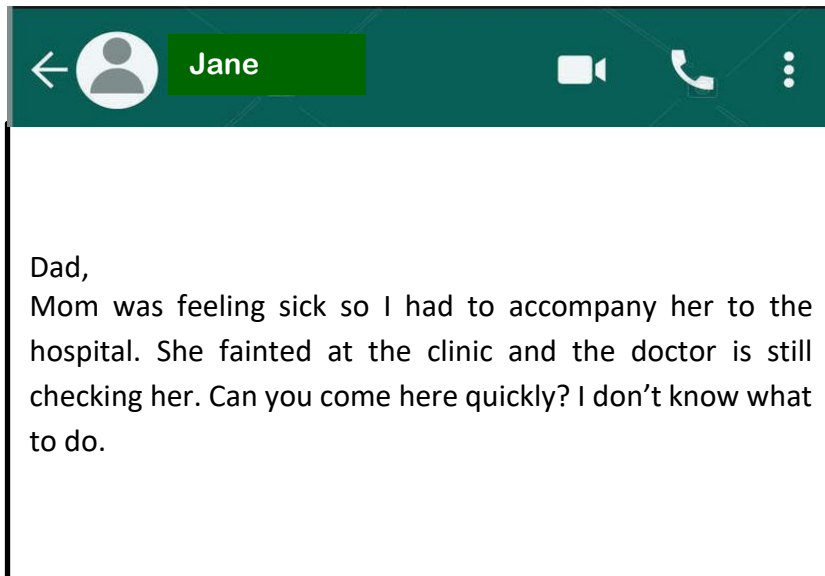 Jane
Dad,
Mom was feeling sick so I had to accompany her to the
hospital. She fainted at the clinic and the doctor is still
checking her. Can you come here quickly? I don’t know what
to do.